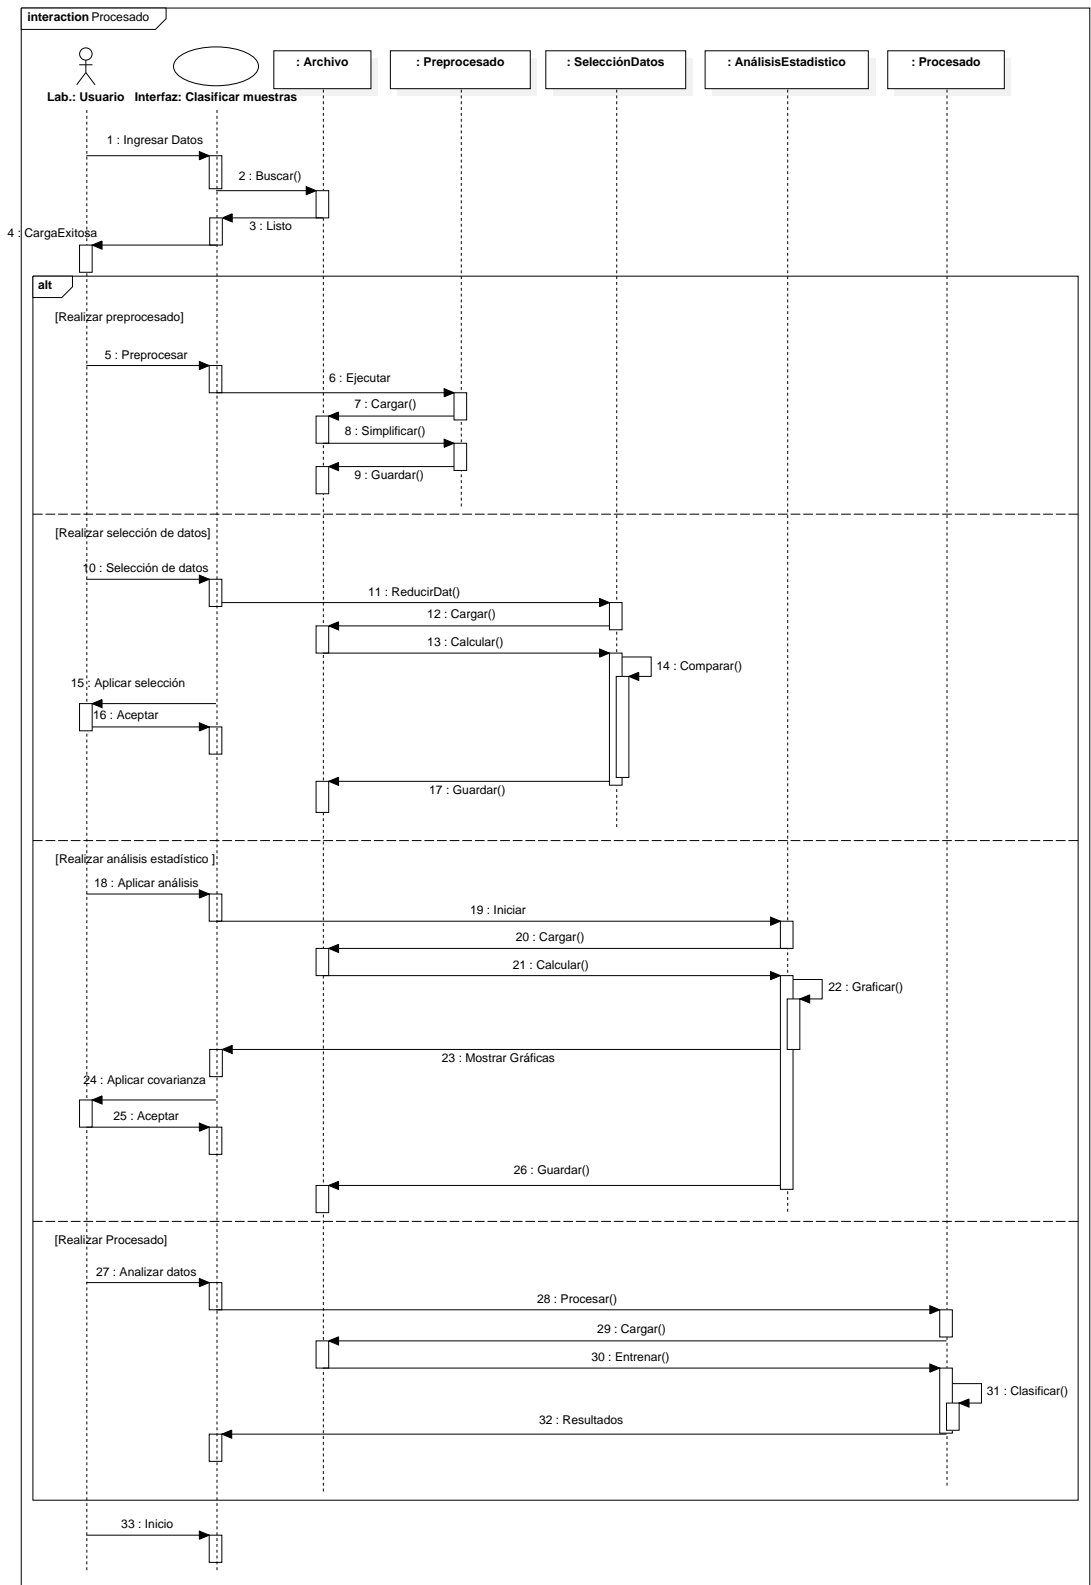 interaction Procesado
Lab.: Usuario
Interfaz: Clasificar muestras
: Archivo
: Preprocesado
: SelecciónDatos
: AnálisisEstadistico
: Procesado
1 : Ingresar Datos
2 : Buscar()
3 : Listo
4 : CargaExitosa
alt
[Realizar preprocesado]
5 : Preprocesar
6 : Ejecutar
7 : Cargar()
8 : Simplificar()
9 : Guardar()
[Realizar selección de datos]
10 : Selección de datos
11 : ReducirDat()
12 : Cargar()
13 : Calcular()
14 : Comparar()
15 : Aplicar selección
16 : Aceptar
17 : Guardar()
[Realizar análisis estadístico ]
18 : Aplicar análisis
19 : Iniciar
20 : Cargar()
21 : Calcular()
22 : Graficar()
23 : Mostrar Gráficas
24 : Aplicar covarianza
25 : Aceptar
26 : Guardar()
[Realizar Procesado]
27 : Analizar datos
28 : Procesar()
29 : Cargar()
30 : Entrenar()
31 : Clasificar()
32 : Resultados
33 : Inicio